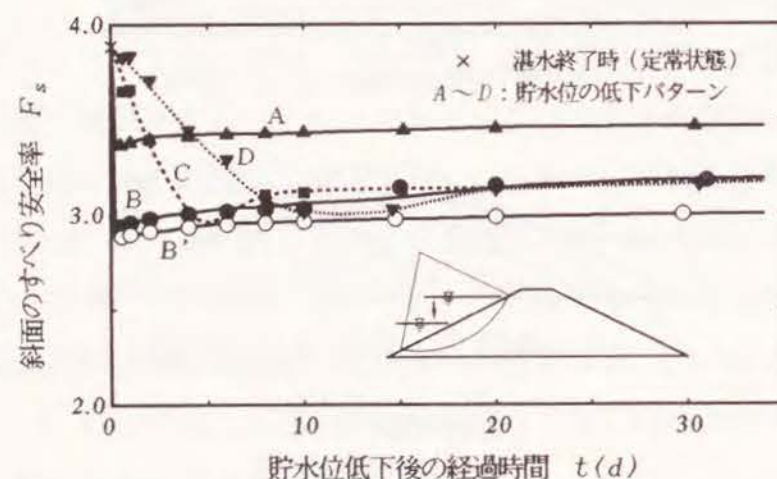 4.0
× 湛水終了時 (定常状態)
A～D : 貯水位の低下パターン
A
D
C
B
B'
3.0
2.0
斜面のすべり安全率 Fs
0 10 20 30
貯水位低下後の経過時間 t(d)